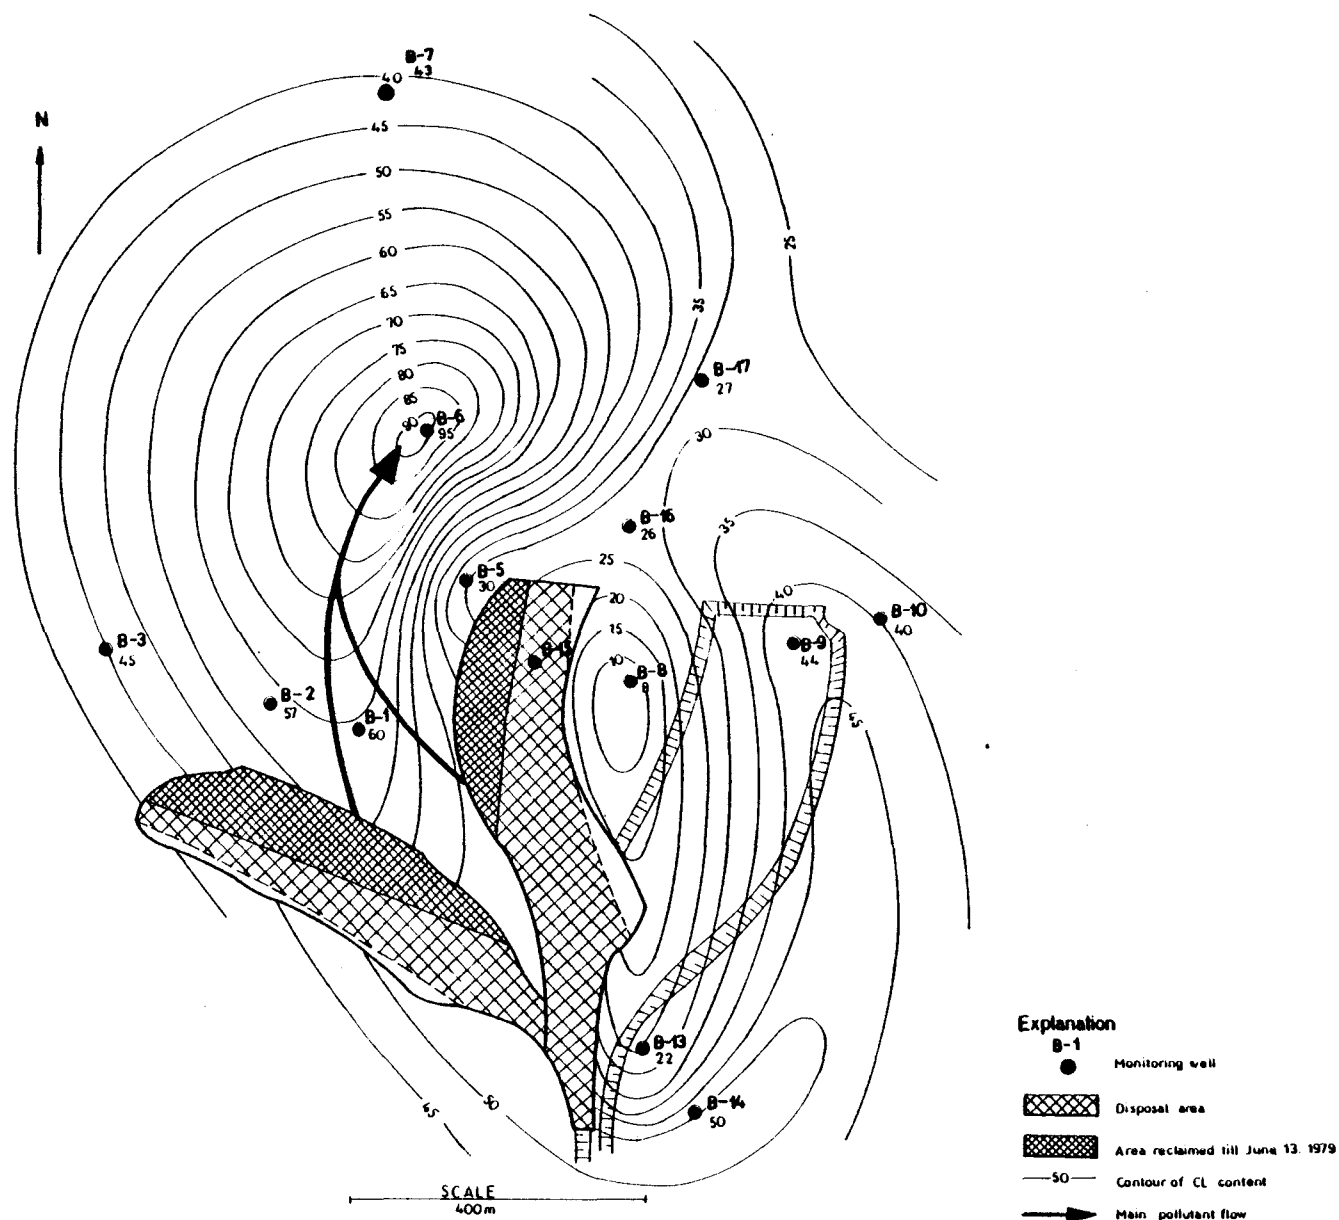 B-7
43
40
N
45
50
55
60
65
70
75
80
85
90
B-6
95
25
35
B-17
27
30
B-16
26
35
25
B-5
30
20
15
10
B-15
B-8
8
40
B-10
40
B-9
44
45
B-3
45
B-2
57
B-1
60
B-13
22
B-14
50
45
50
SCALE
400m
Explanation
B-1
Monitoring well
Disposal area
Area reclaimed till June 13. 1979
50
Contour of CL content
Main pollutant flow